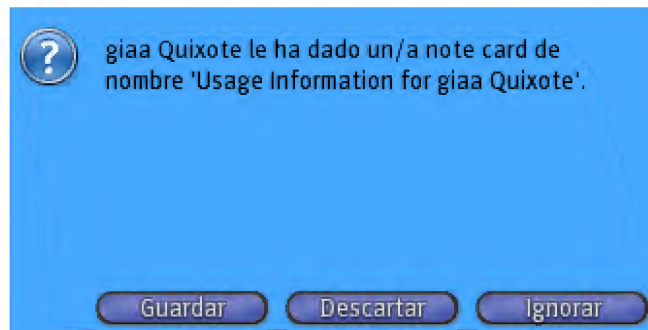 giaa Quixote le ha dado un/a note card de
nombre 'Usage Information for giaa Quixote'.
Guardar Descartar Ignorar